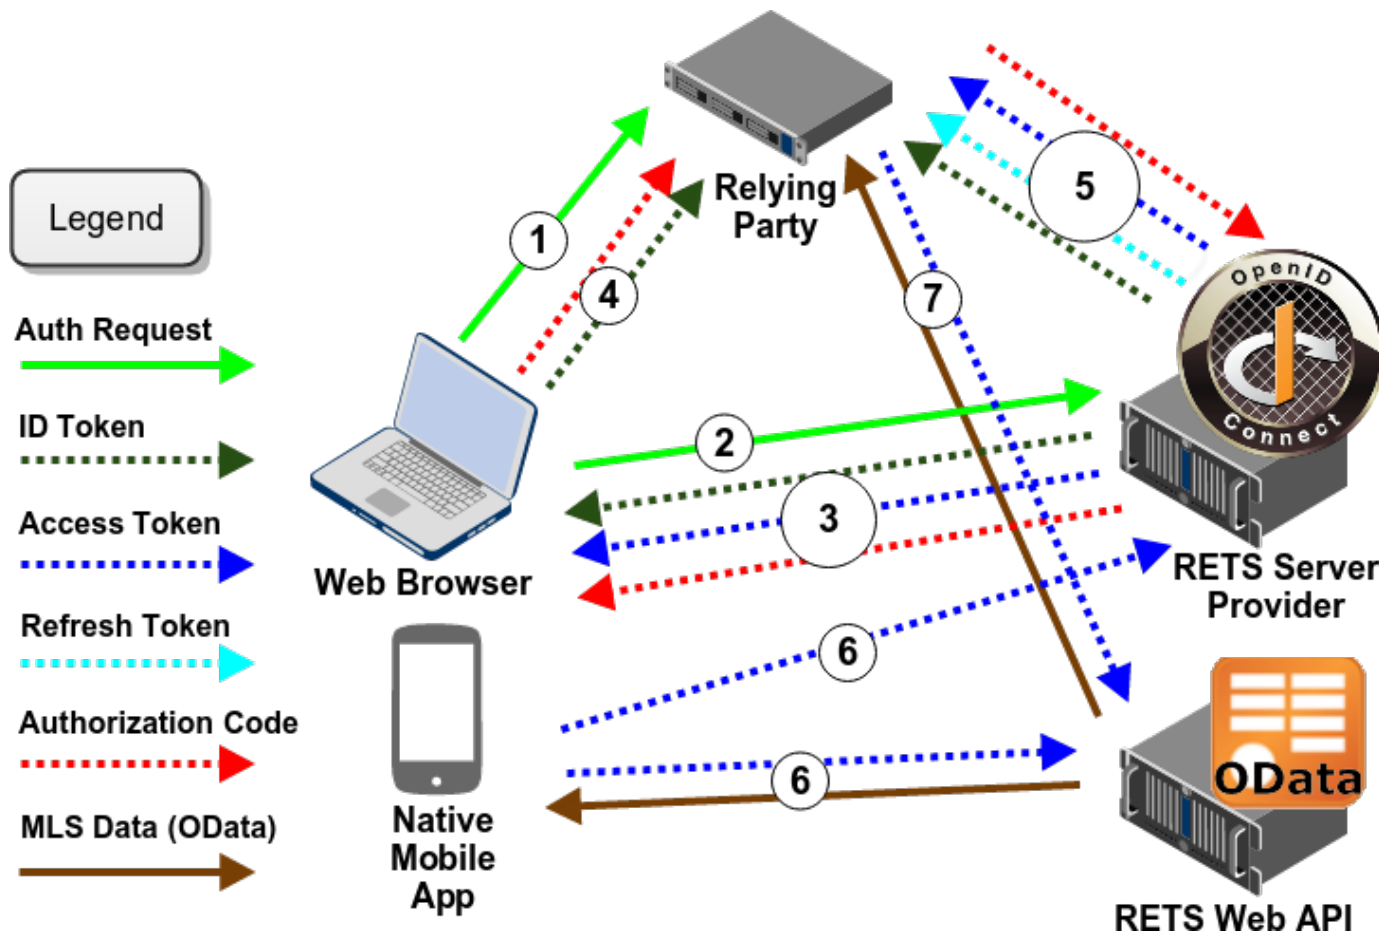 Legend
Auth Request
ID Token
Access Token
Refresh Token
Authorization Code
MLS Data (OData)
Relying
Party
1
4
5
7
OpenID
Connect
2
3
Web Browser
RETS Server
Provider
6
6
OData
Native
Mobile
App
RETS Web API